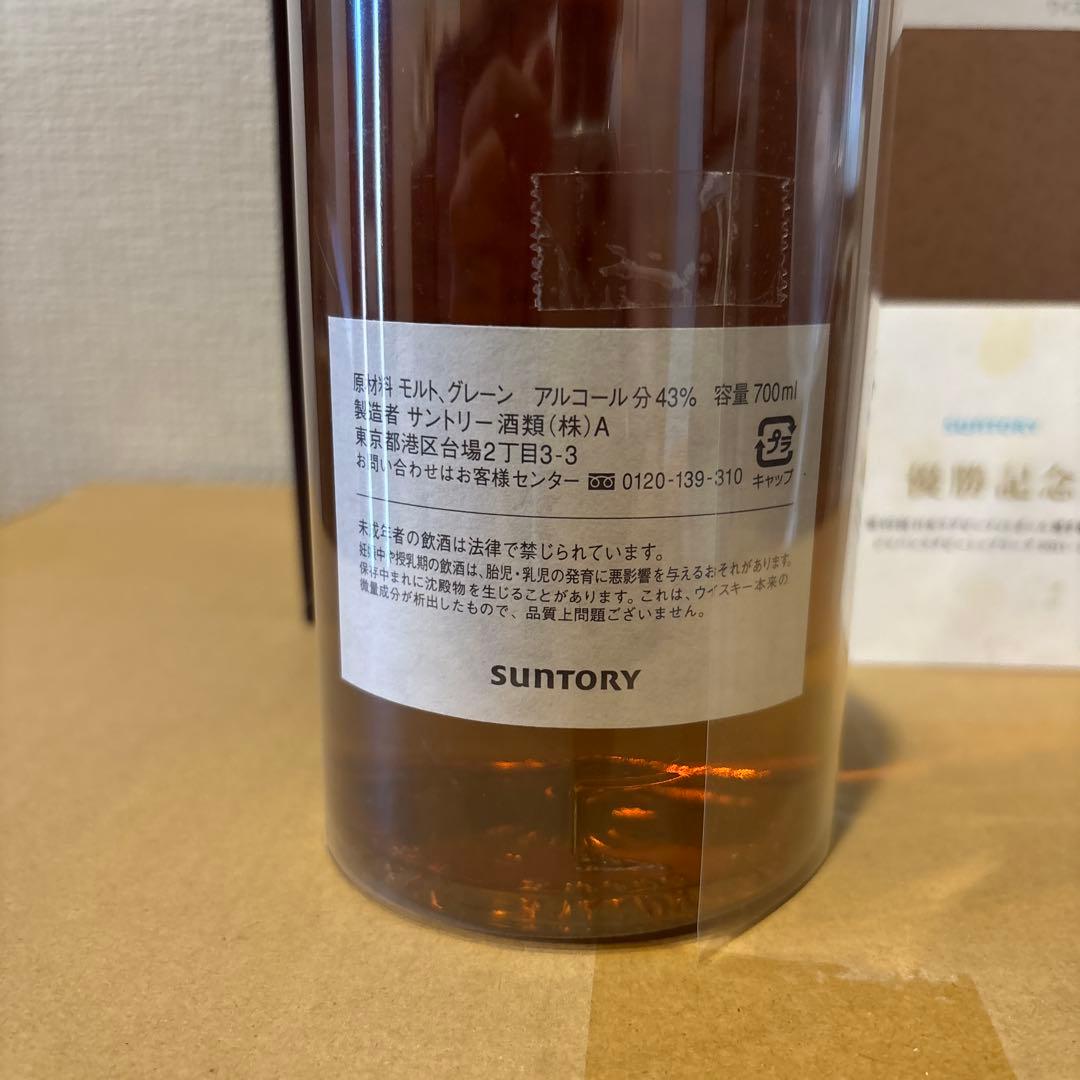 原材料 モルト、グレーン アルコール分 43% 容量 700ml
製造者 サントリー酒類(株)A
東京都港区台場2丁目3-3
お問い合わせはお客様センター 0120-139-310
プラ
キャップ
未成年者の飲酒は法律で禁じられています。
妊娠中や授乳期の飲酒は、胎児・乳児の発育に悪影響を与えるおそれがあります。
保存中まれに沈殿物を生じることがあります。これは、ウイスキー本来の
微量成分が析出したもので、品質上問題ございません。
SUNTORY
SUNTORY
優勝記念